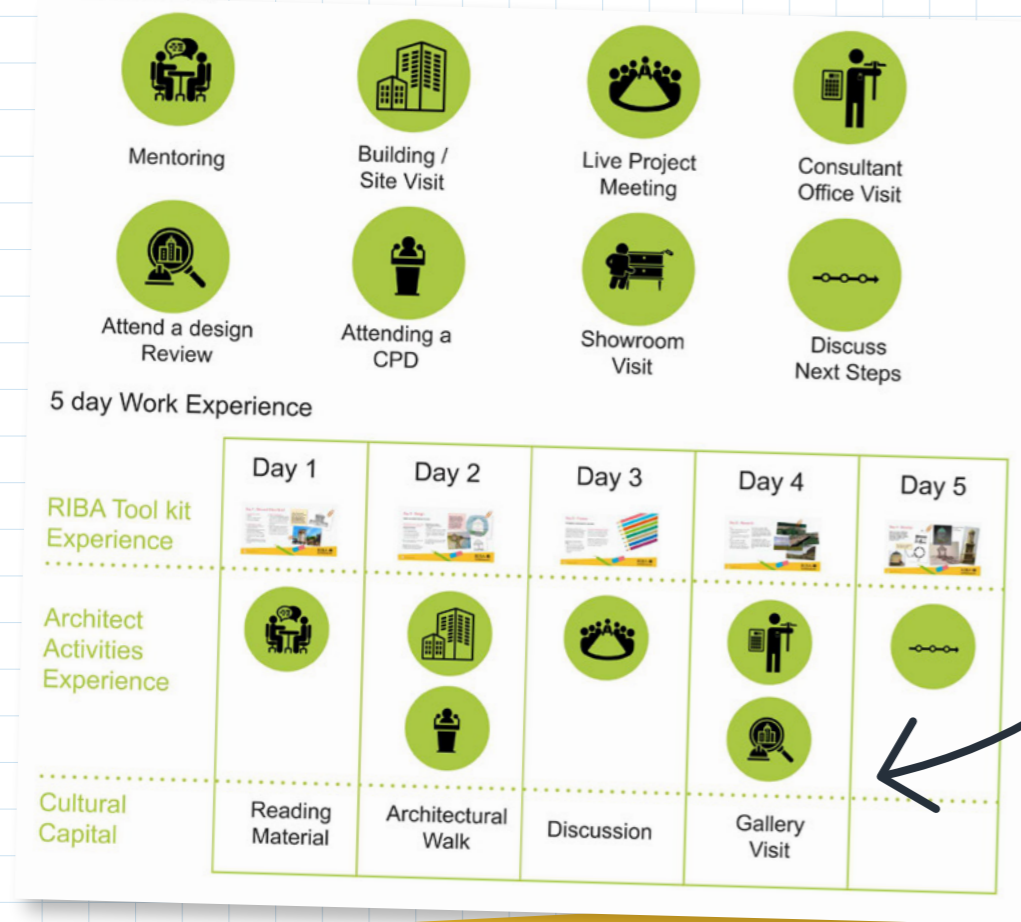 Mentoring
Building /
Site Visit
Live Project
Meeting
Consultant
Office Visit
Attend a design
Review
Attending a
CPD
Showroom
Visit
Discuss
Next Steps
5 day Work Experience
Day 1
Day 2
Day 3
Day 4
Day 5
RIBA Tool kit
Experience
Architect
Activities
Experience
Cultural
Capital
Reading
Material
Architectural
Walk
Discussion
Gallery
Visit